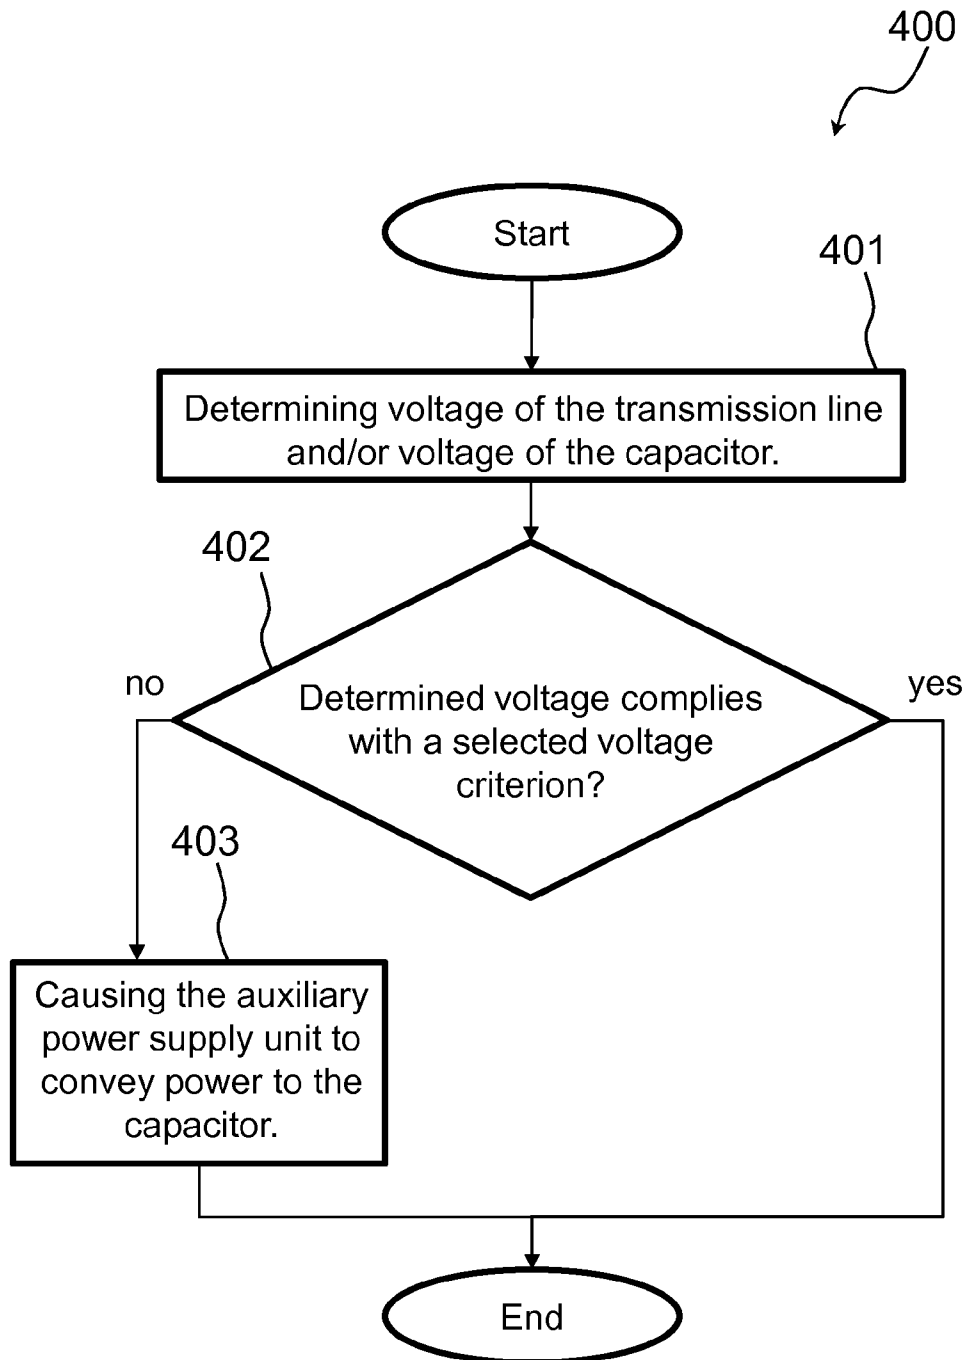 400
Start
401
Determining voltage of the transmission line
and/or voltage of the capacitor.
402
no
yes
Determined voltage complies
with a selected voltage
criterion?
403
Causing the auxiliary
power supply unit to
convey power to the
capacitor.
End